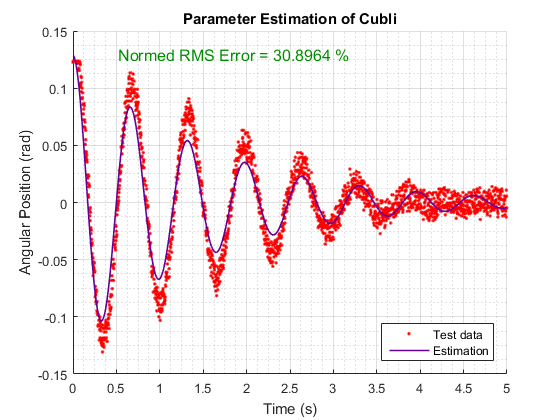 Parameter Estimation of Cubli
Normed RMS Error = 30.8964 %
Angular Position (rad)
0.15
0.1
0.05
0
-0.05
-0.1
-0.15
Test data
Estimation
0 0.5 1 1.5 2 2.5 3 3.5 4 4.5 5
Time (s)